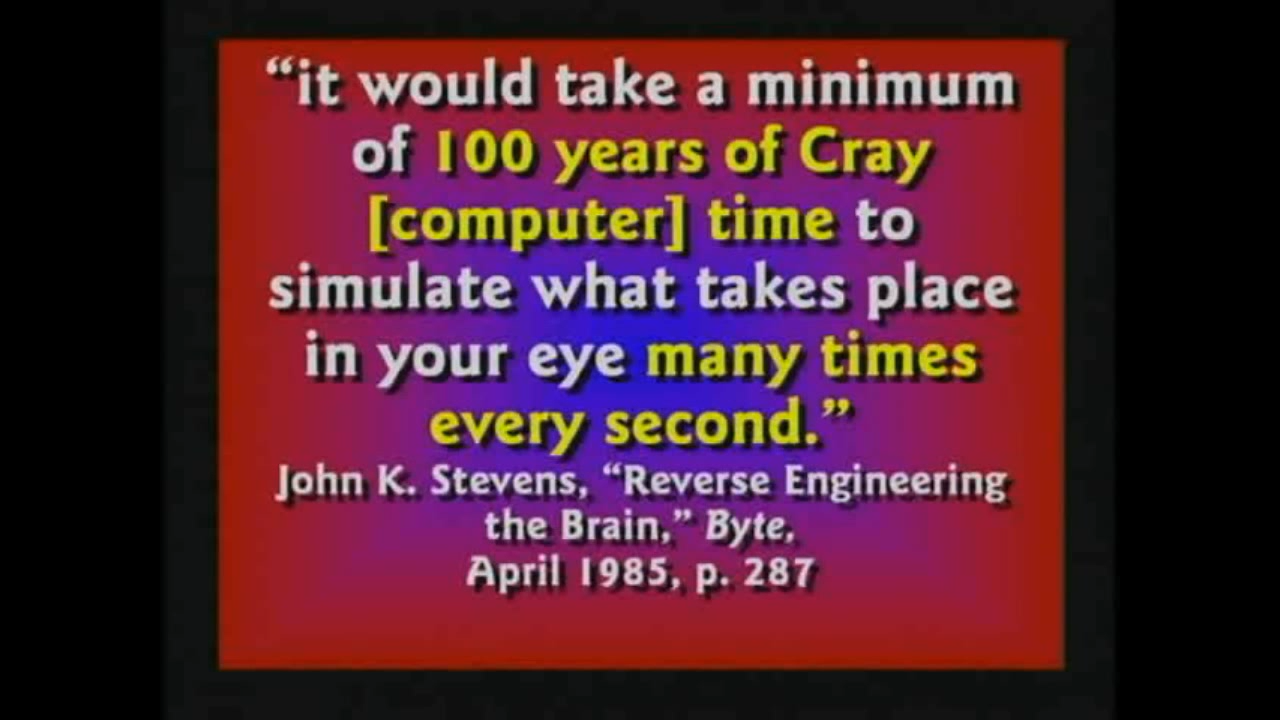 “it would take a minimum
of 100 years of Cray
[computer] time to
simulate what takes place
in your eye many times
every second.”
John K. Stevens, “Reverse Engineering
the Brain,” Byte,
April 1985, p. 287